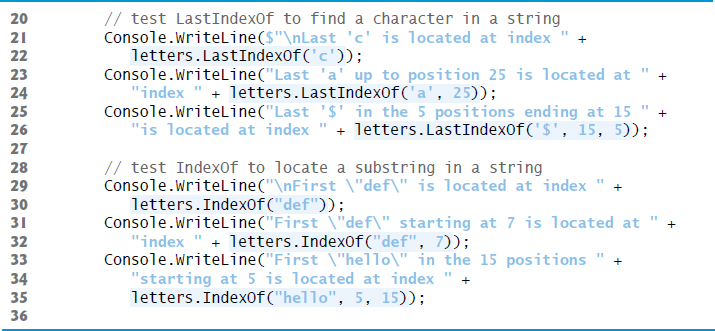 20 // test LastIndexOf to find a character in a string
21 Console.WriteLine($"\nLast 'c' is located at index " +
22 letters.LastIndexOf('c'));
23 Console.WriteLine("Last 'a' up to position 25 is located at " +
24 "index " + letters.LastIndexOf('a', 25));
25 Console.WriteLine("Last '$' in the 5 positions ending at 15 " +
26 "is located at index " + letters.LastIndexOf('$', 15, 5));
27
28 // test IndexOf to locate a substring in a string
29 Console.WriteLine("\nFirst \"def\" is located at index " +
30 letters.IndexOf("def"));
31 Console.WriteLine("First \"def\" starting at 7 is located at " +
32 "index " + letters.IndexOf("def", 7));
33 Console.WriteLine("First \"hello\" in the 15 positions " +
34 "starting at 5 is located at index " +
35 letters.IndexOf("hello", 5, 15));
36